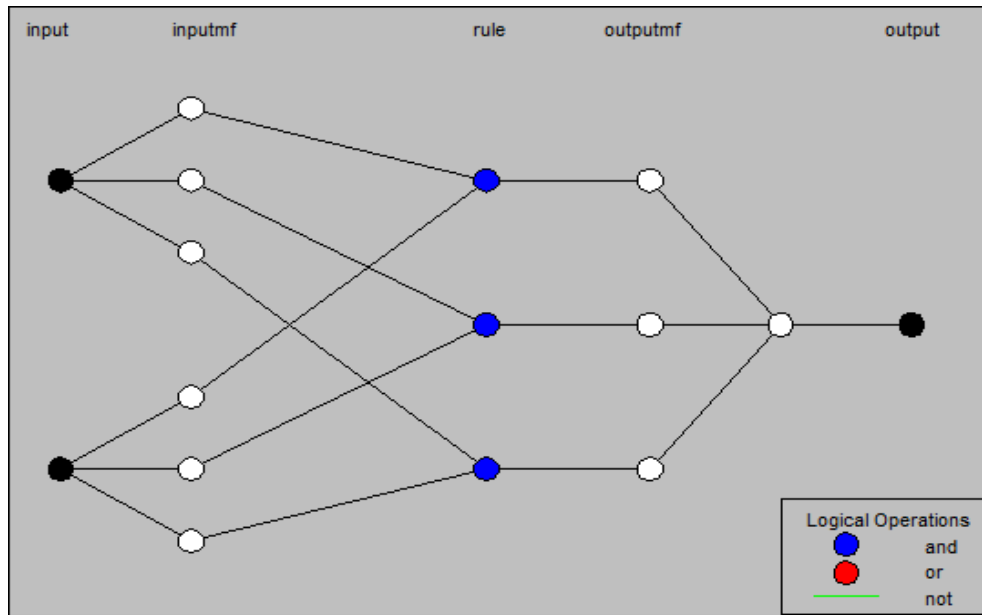 input inputmf rule outputmf output
Logical Operations
and
or
not